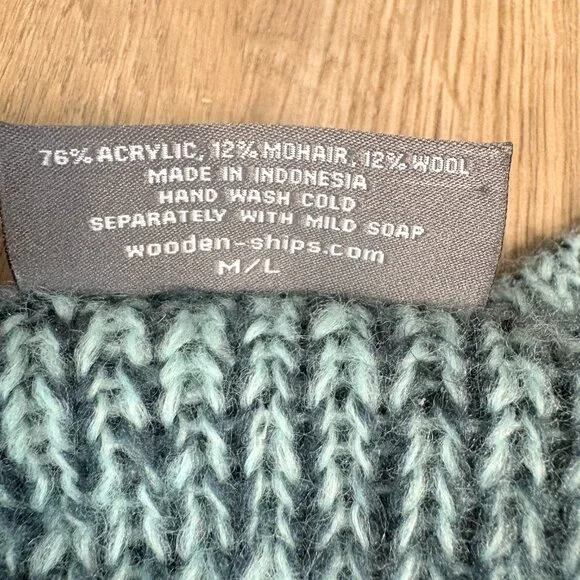 76% ACRYLIC, 12% MOHAIR, 12% WOOL
MADE IN INDONESIA
HAND WASH COLD
SEPARATELY WITH MILD SOAP
wooden-ships.com
M/L